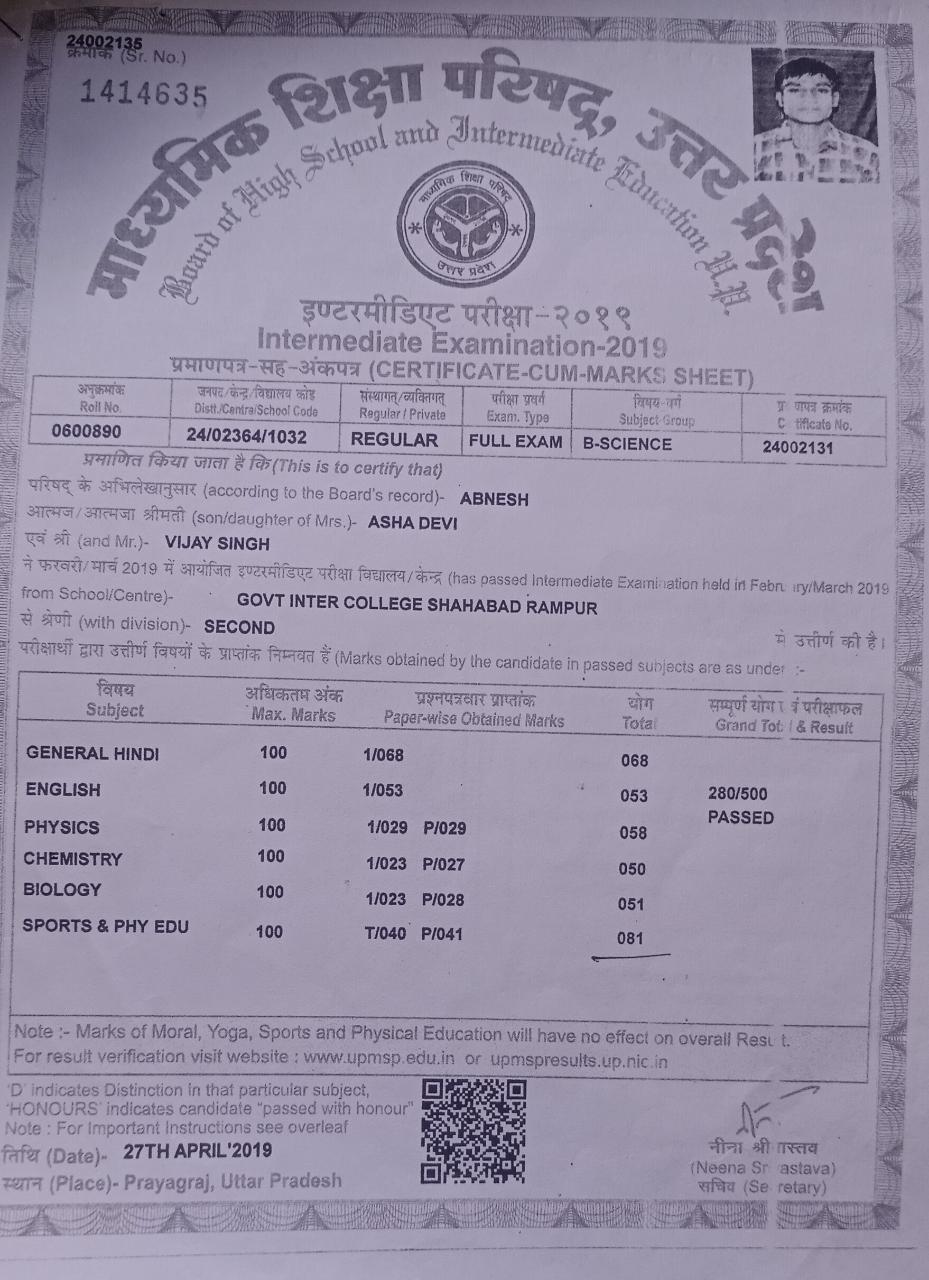 24002135
क्रमांक (Sr. No.)
1414635
माध्यमिक शिक्षा परिषद्, उत्तर प्रदेश
Board of High School and Intermediate Education U.P.
माध्यमिक शिक्षा परिषद
उत्तर प्रदेश
इण्टरमीडिएट परीक्षा-२०१९
Intermediate Examination-2019
प्रमाणपत्र-सह-अंकपत्र (CERTIFICATE-CUM-MARKS SHEET)
अनुक्रमांक जनपद/केन्द्र/विद्यालय कोड संस्थागत्/व्यक्तिगत् परीक्षा प्रवर्ग विषय-वर्ग क्रमांक
Roll No. Distt./Centre/School Code Regular / Private Exam. Type Subject Group No.
0600890 24/02364/1032 REGULAR FULL EXAM B-SCIENCE 24002131
प्रमाणित किया जाता है कि (This is to certify that)
परिषद् के अभिलेखानुसार (according to the Board's record)- ABNESH
आत्मज/आत्मजा श्रीमती (son/daughter of Mrs.)- ASHA DEVI
एवं श्री (and Mr.)- VIJAY SINGH
ने फरवरी/मार्च 2019 में आयोजित इण्टरमीडिएट परीक्षा विद्यालय/केन्द्र (has passed Intermediate Examination held in /March 2019
from School/Centre)- GOVT INTER COLLEGE SHAHABAD RAMPUR
से श्रेणी (with division)- SECOND में उत्तीर्ण की है।
परीक्षार्थी द्वारा उत्तीर्ण विषयों के प्राप्तांक निम्नवत हैं (Marks obtained by the candidate in passed subjects are as under :-
विषय अधिकतम अंक प्रश्नपत्रवार प्राप्तांक योग सम्पूर्ण योग परीक्षाफल
Subject Max. Marks Paper-wise Obtained Marks Total Grand & Result
GENERAL HINDI 100 1/068 068
ENGLISH 100 1/053 053 280/500
PASSED
PHYSICS 100 1/029 P/029 058
CHEMISTRY 100 1/023 P/027 050
BIOLOGY 100 1/023 P/028 051
SPORTS & PHY EDU 100 T/040 P/041 081
Note :- Marks of Moral, Yoga, Sports and Physical Education will have no effect on overall
For result verification visit website : www.upmsp.edu.in or upmspresults.up.nic.in
'D' indicates Distinction in that particular subject,
'HONOURS' indicates candidate "passed with honour"
Note : For Important Instructions see overleaf
तिथि (Date)- 27TH APRIL'2019
स्थान (Place)- Prayagraj, Uttar Pradesh
नीना
(Neena
सचिव